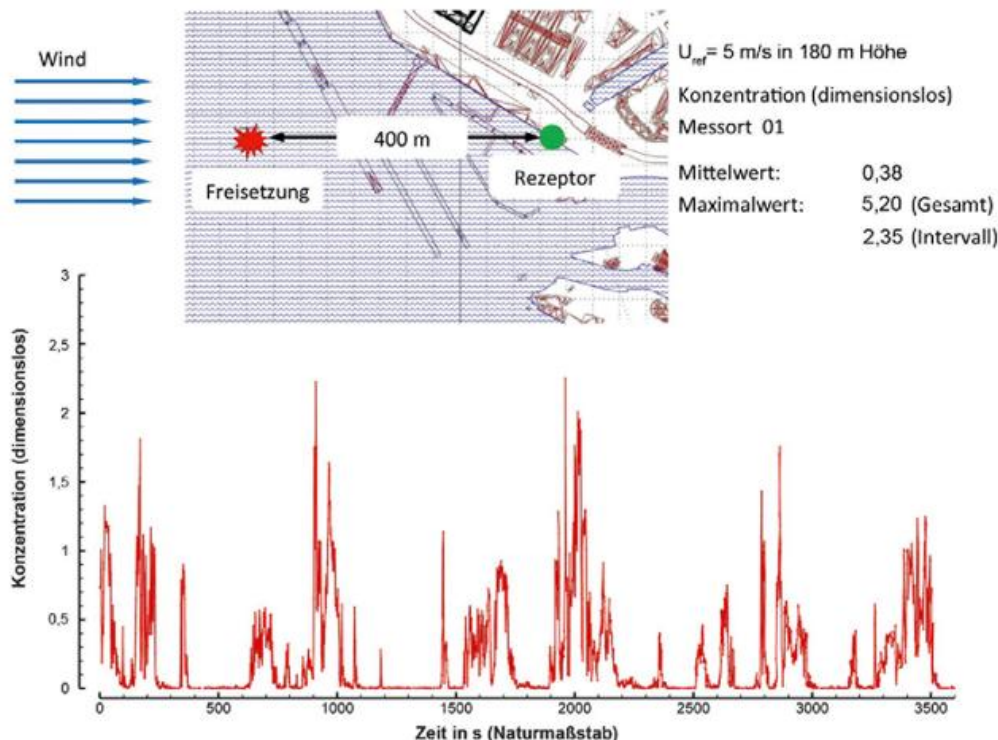 Wind
400 m
Freisetzung
Rezeptor
U_ref= 5 m/s in 180 m Höhe
Konzentration (dimensionslos)
Messort 01
Mittelwert: 0,38
Maximalwert: 5,20 (Gesamt)
2,35 (Intervall)
Konzentration (dimensionslos)
3
2,5
2
1,5
1
0,5
0
0 500 1000 1500 2000 2500 3000 3500
Zeit in s (Naturmaßstab)